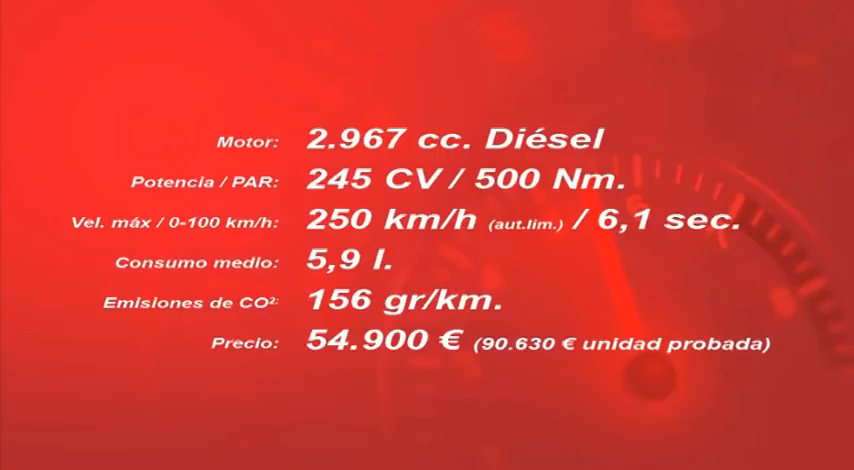 Motor: 2.967 cc. Diésel
Potencia / PAR: 245 CV / 500 Nm.
Vel. máx / 0-100 km/h: 250 km/h (aut.lim.) / 6,1 sec.
Consumo medio: 5,9 l.
Emisiones de CO²: 156 gr/km.
Precio: 54.900 € (90.630 € unidad probada)